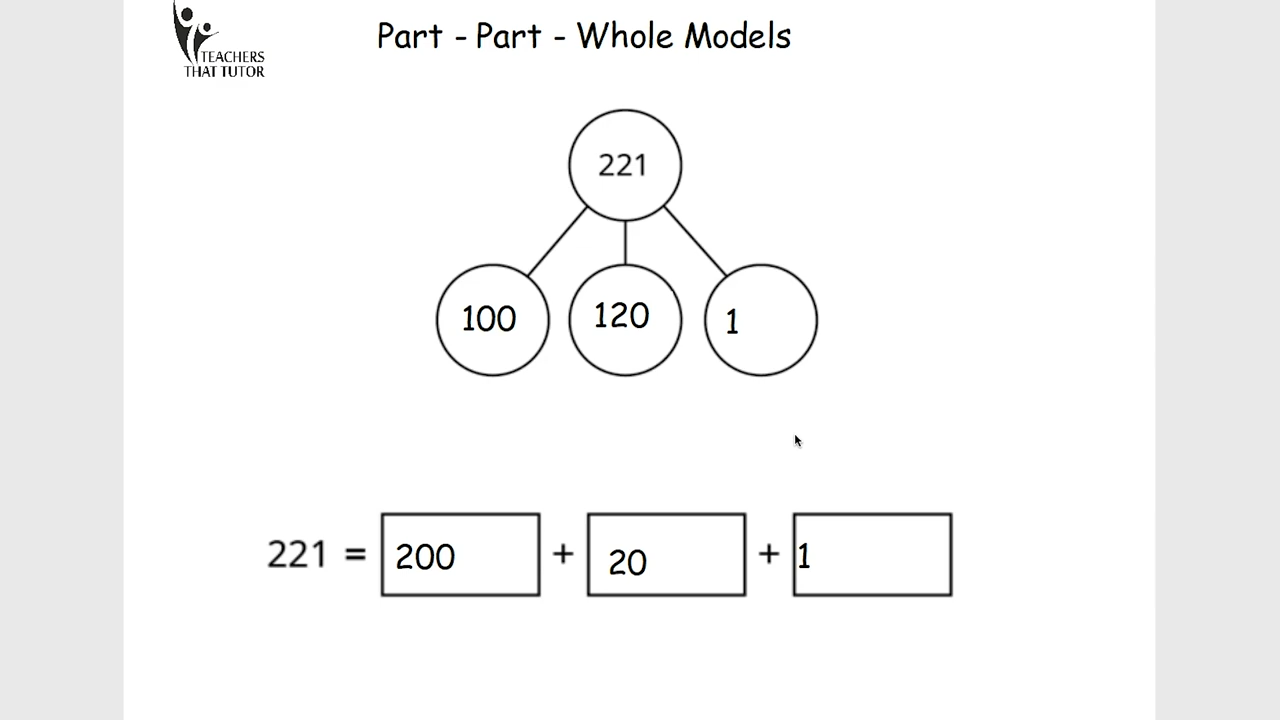 TEACHERS
THAT TUTOR
Part - Part - Whole Models
221
100 120 1
221 = 200 + 20 + 1